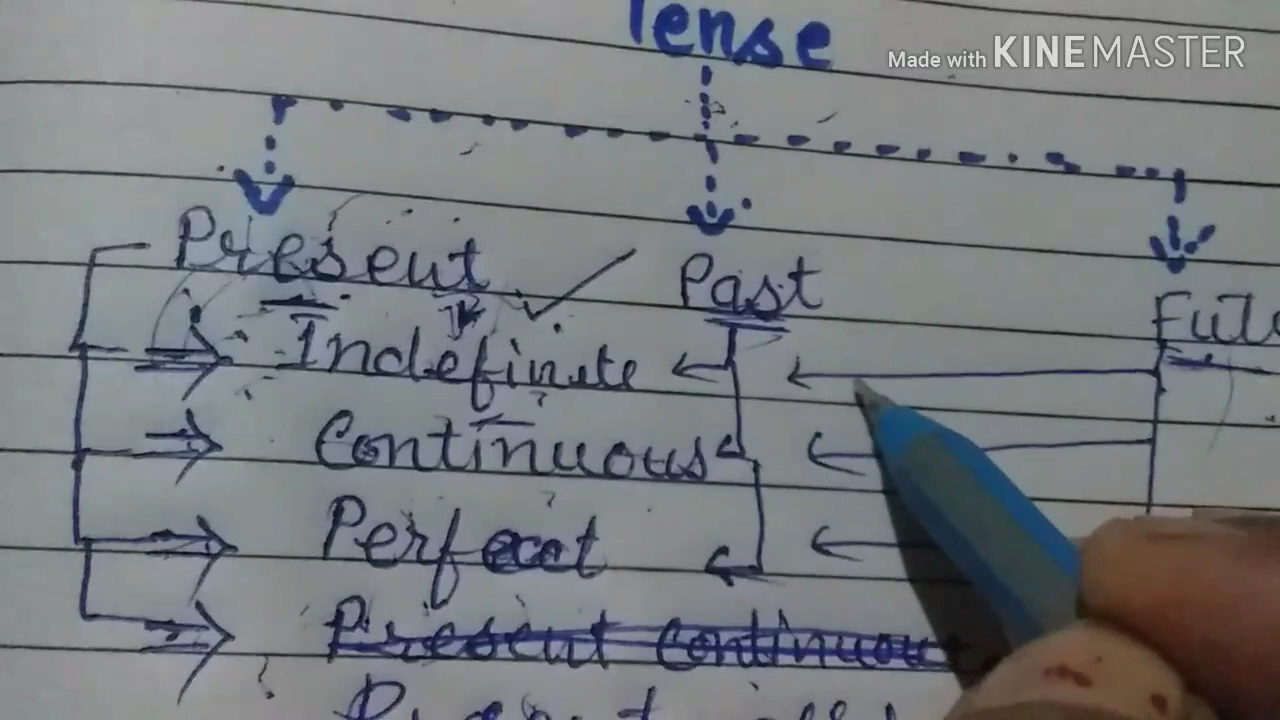 Tense
Made with KINEMASTER
Present Past
Indefinite
Continuous
Perfect
Present Continuous